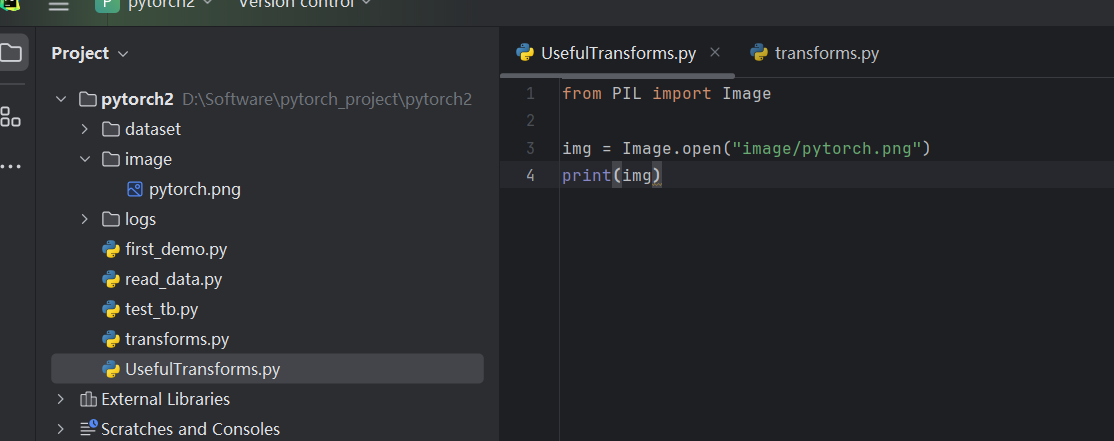 P pytorch2 Version control
Project
pytorch2 D:\Software\pytorch_project\pytorch2
dataset
image
pytorch.png
logs
first_demo.py
read_data.py
test_tb.py
transforms.py
UsefulTransforms.py
External Libraries
Scratches and Consoles
UsefulTransforms.py transforms.py
1 from PIL import Image
2
3 img = Image.open("image/pytorch.png")
4 print(img)